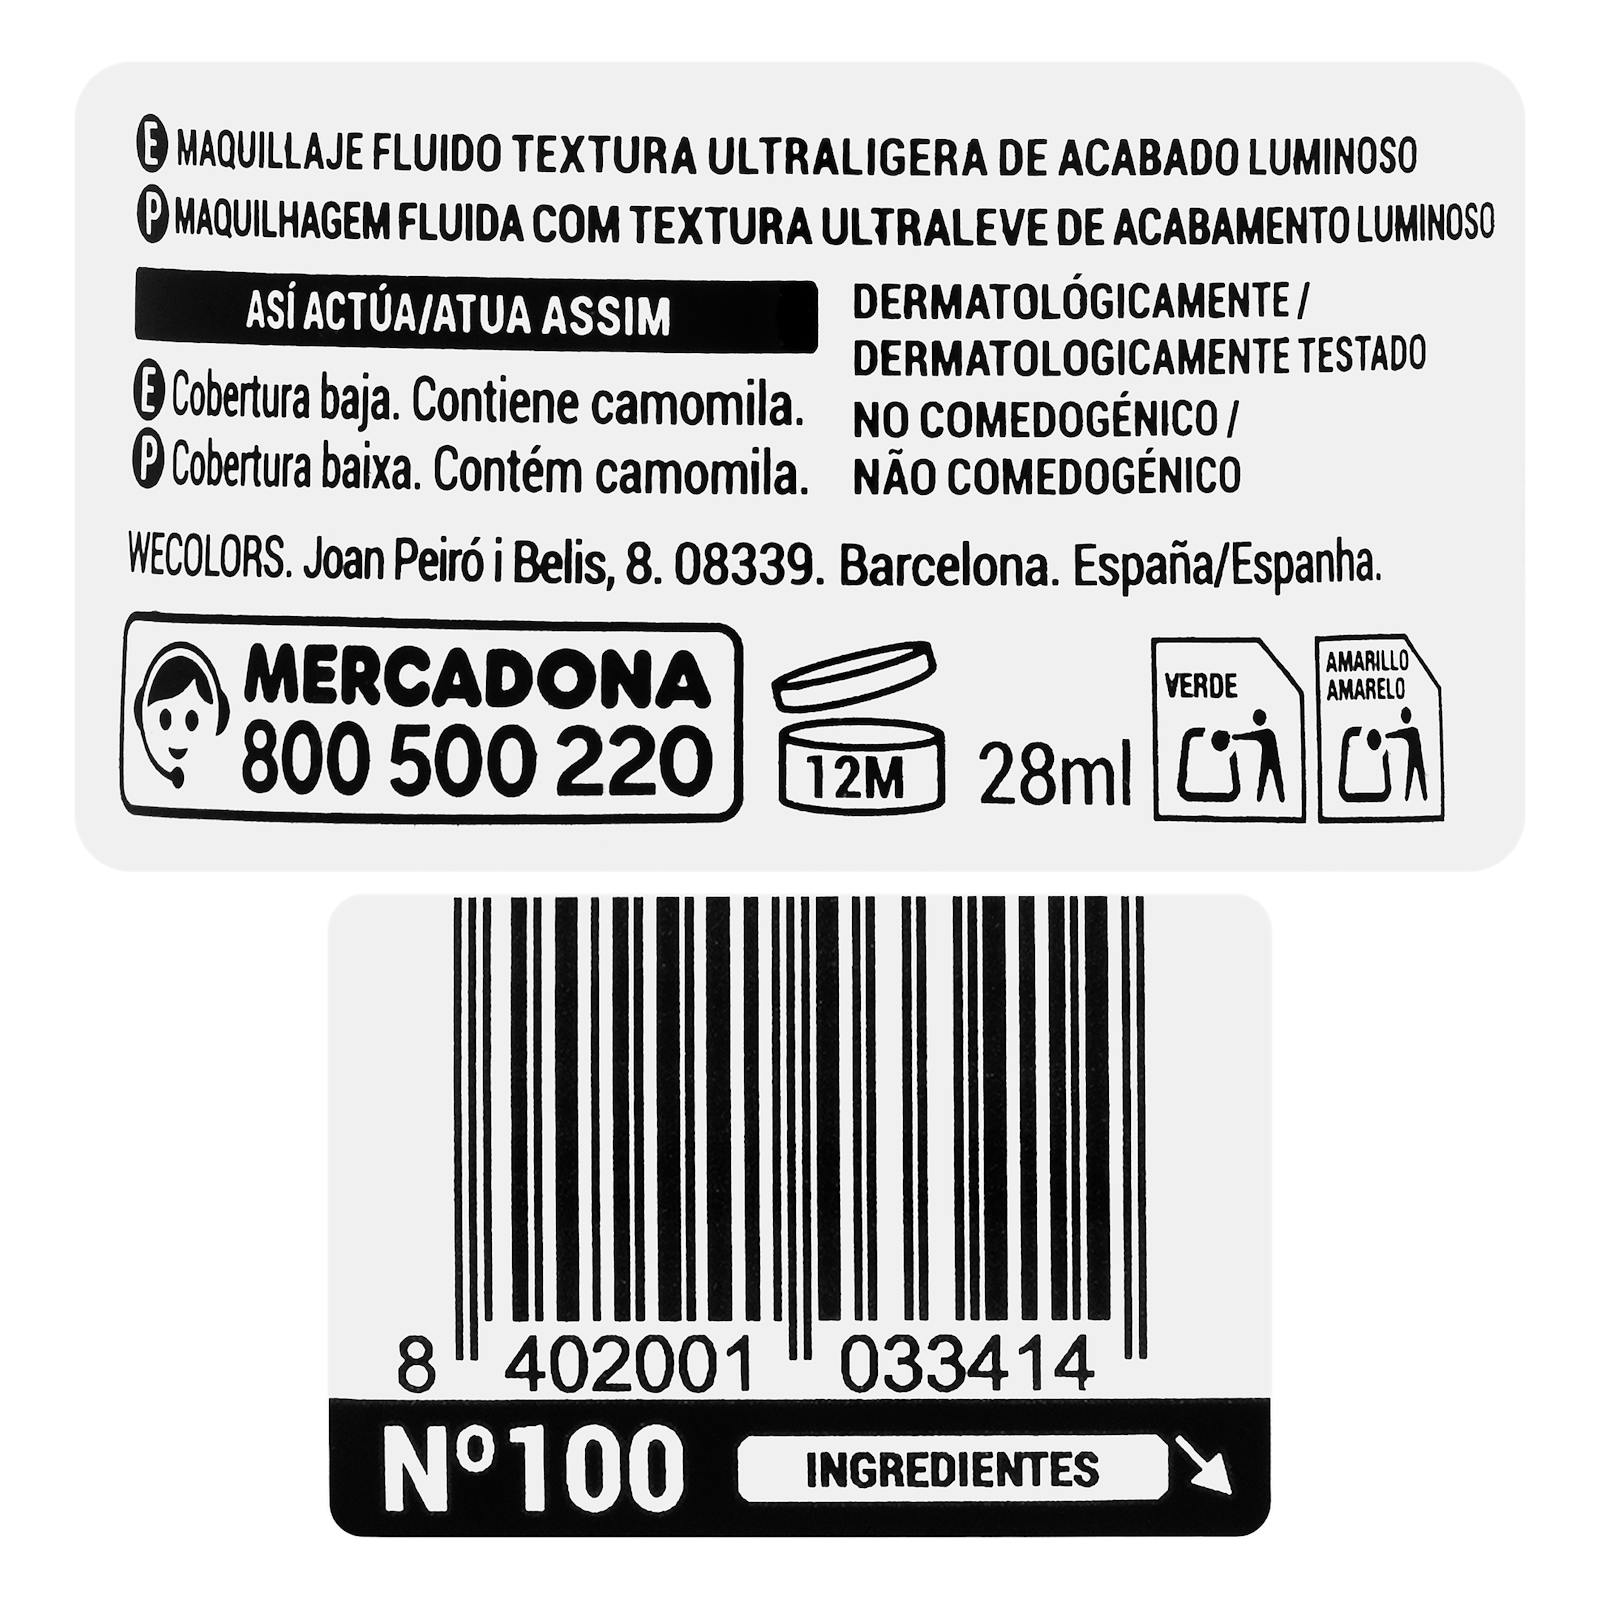 E MAQUILLAJE FLUIDO TEXTURA ULTRALIGERA DE ACABADO LUMINOSO
P MAQUILHAGEM FLUIDA COM TEXTURA ULTRALEVE DE ACABAMENTO LUMINOSO
ASÍ ACTÚA/ATUA ASSIM
E Cobertura baja. Contiene camomila.
P Cobertura baixa. Contém camomila.
DERMATOLÓGICAMENTE /
DERMATOLOGICAMENTE TESTADO
NO COMEDOGÉNICO /
NÃO COMEDOGÉNICO
WECOLORS. Joan Peiró i Belis, 8. 08339. Barcelona. España/Espanha.
MERCADONA
800 500 220
12M
28ml
VERDE
AMARILLO
AMARELO
8 402001 033414
Nº100
INGREDIENTES